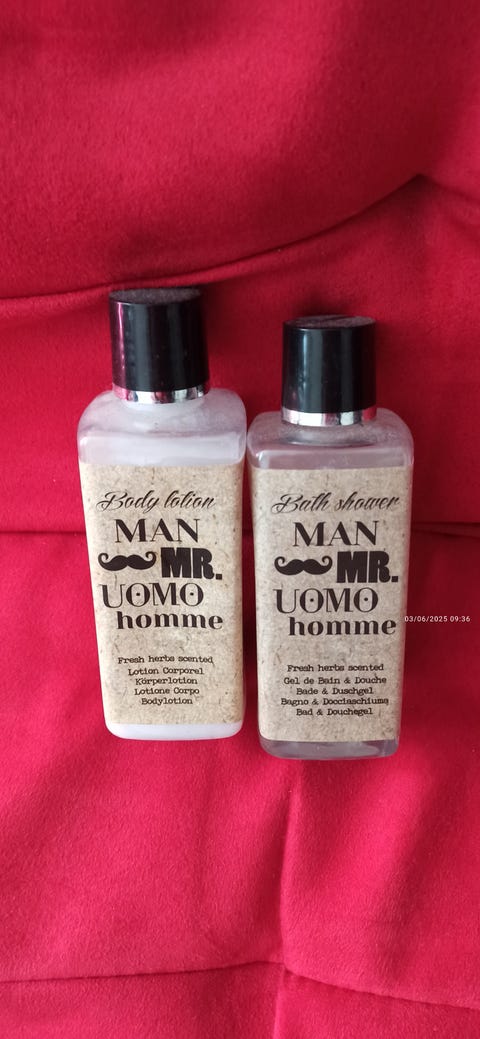 Body lotion
MAN
MR.
UOMO
homme
Fresh herbs scented
Lotion Corporel
Körperlotion
Lotione Corpo
Bodylotion
Bath shower
MAN
MR.
UOMO
homme
Fresh herbs scented
Gel de Bain & Douche
Bade & Duschgel
Bagno & Docciaschiuma
Bad & Douchegel
03/06/2025 09:36